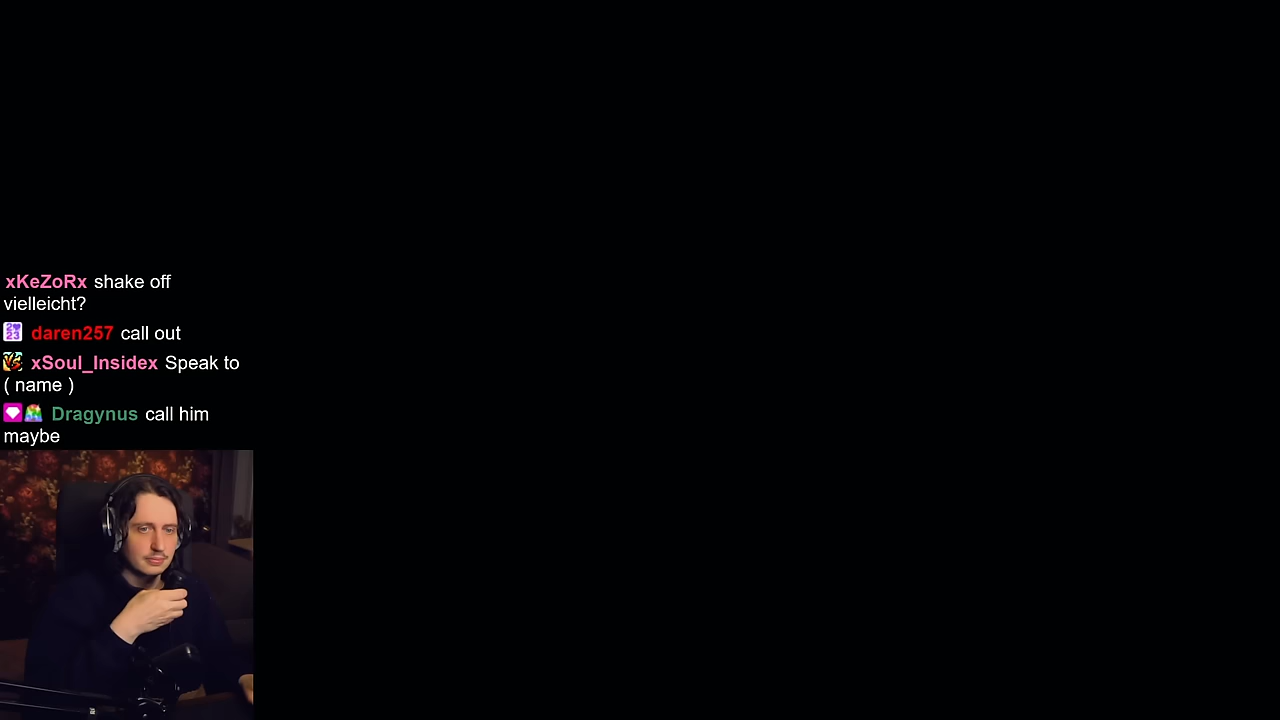 xKeZoRx shake off
vielleicht?
daren257 call out
xSoul_Insidex Speak to
( name )
Dragynus call him
maybe